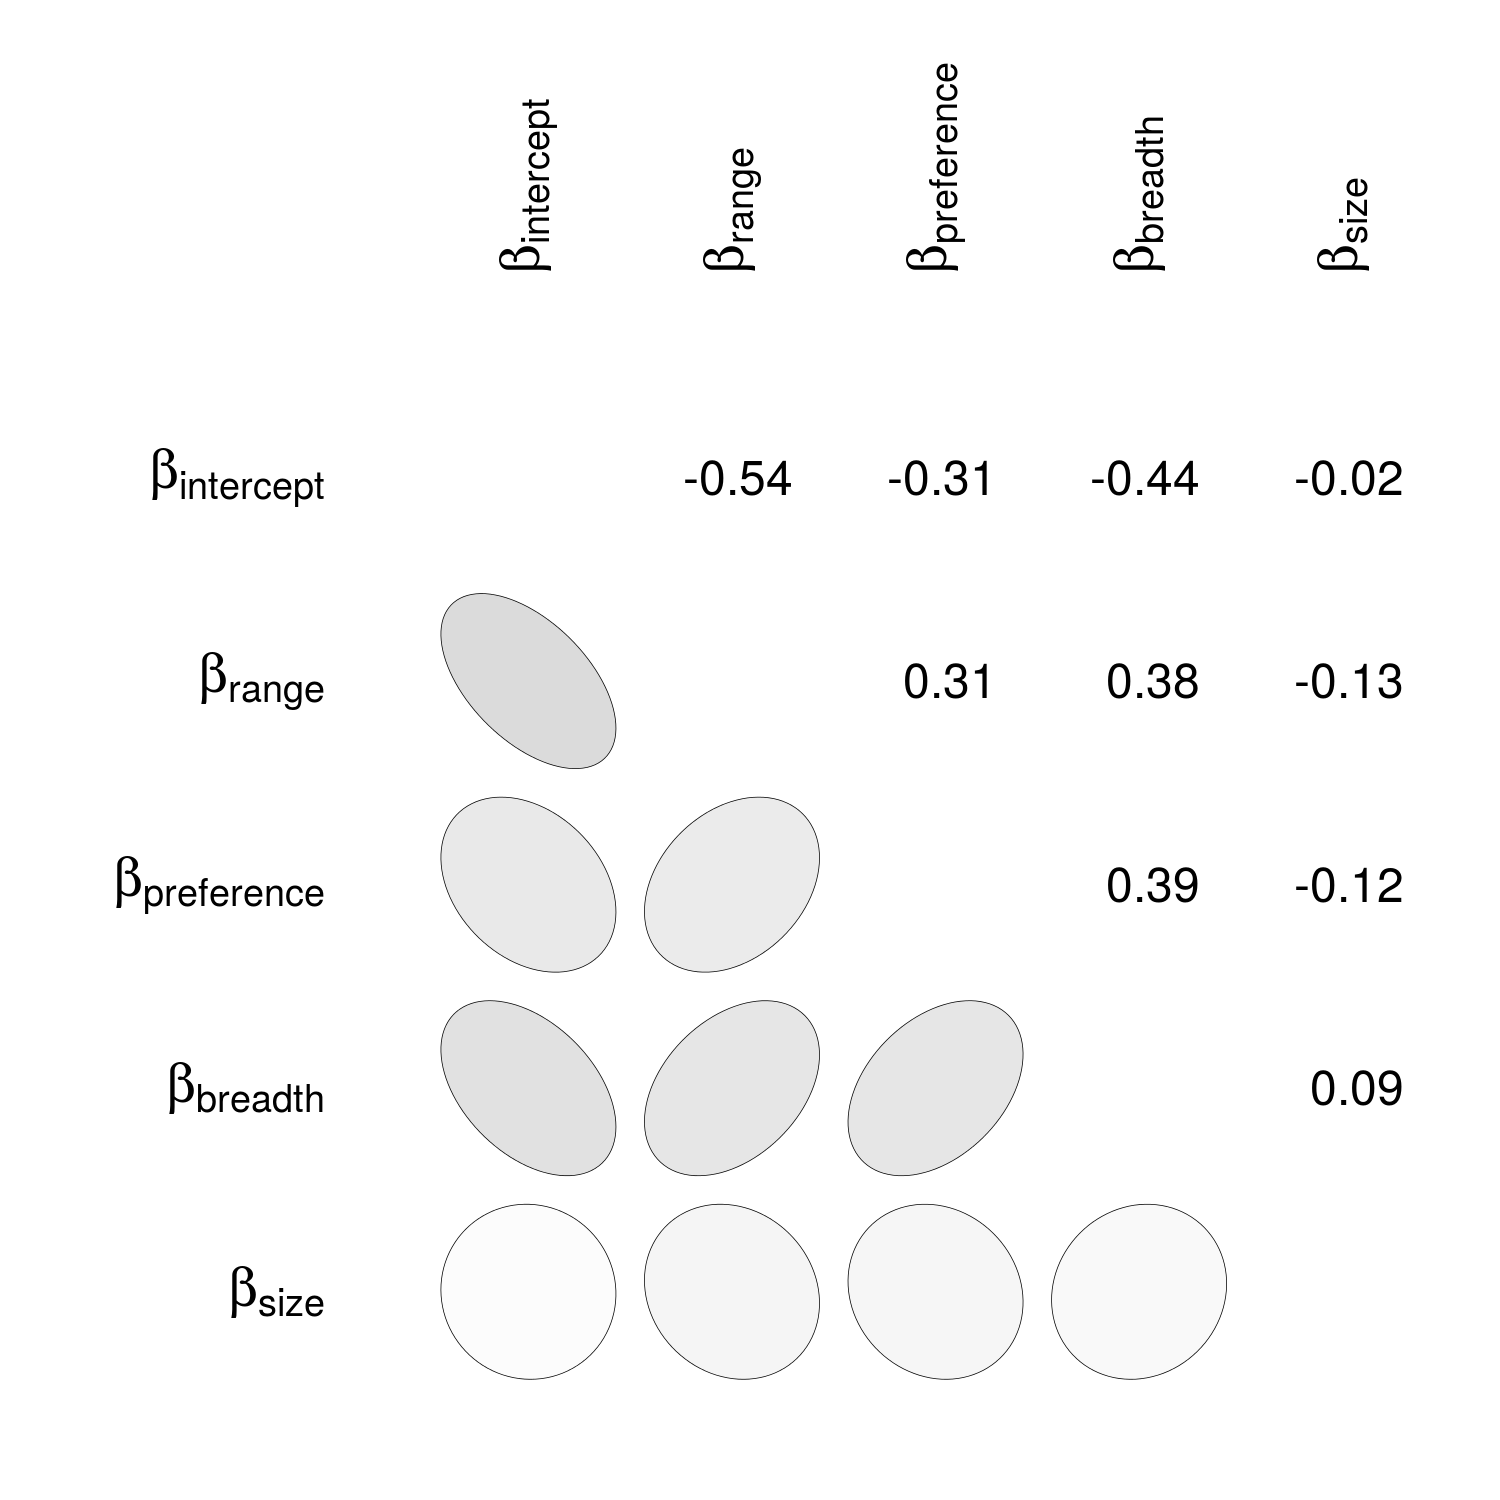 βintercept βrange βpreference βbreadth βsize
βintercept -0.54 -0.31 -0.44 -0.02
βrange 0.31 0.38 -0.13
βpreference 0.39 -0.12
βbreadth 0.09
βsize